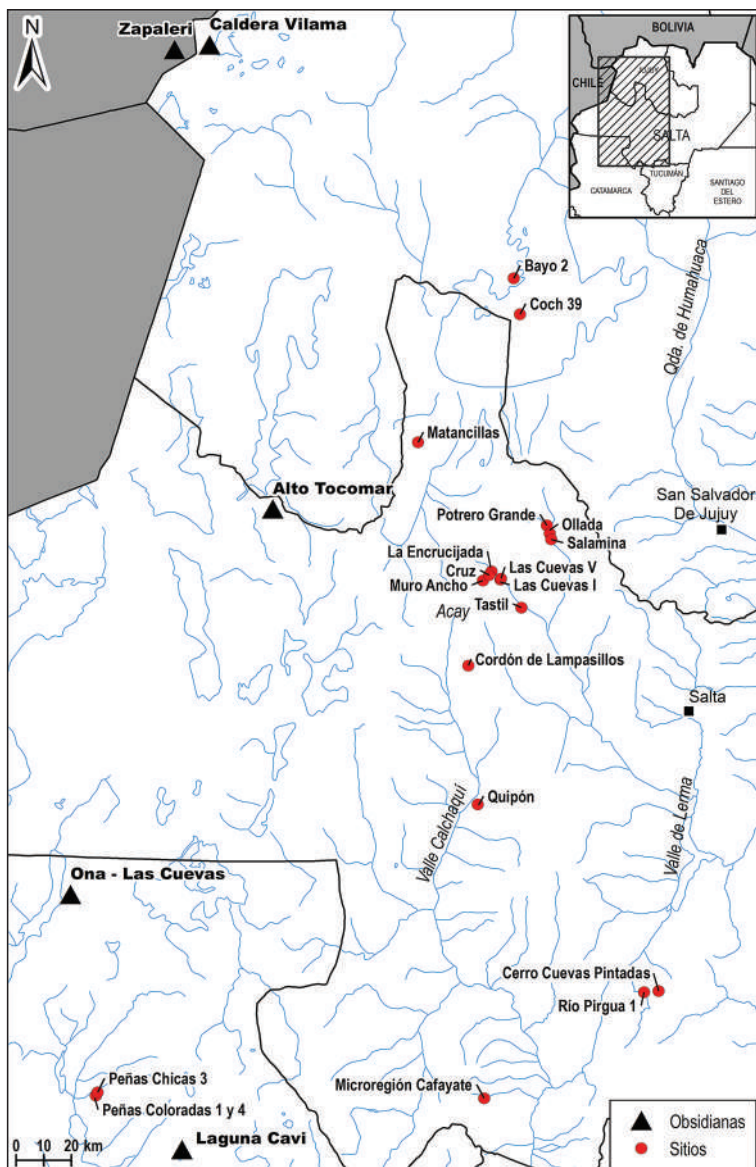 Zapaleri
Caldera Vilama
N
BOLIVIA
CHILE
JUJUY
SALTA
TUCUMÁN
CATAMARCA
SANTIAGO
DEL
ESTERO
Bayo 2
Coch 39
Qda. de Humahuaca
Matancillas
Alto Tocomar
San Salvador
De Jujuy
Potrero Grande
Ollada
Salamina
La Encrucijada
Las Cuevas V
Cruz
Las Cuevas I
Muro Ancho
Tastil
Acay
Cordón de Lampasillos
Salta
Quipón
Valle Calchaquí
Valle de Lerma
Ona - Las Cuevas
Cerro Cuevas Pintadas
Río Pirgua 1
Peñas Chicas 3
Peñas Coloradas 1 y 4
Microregión Cafayate
Laguna Cavi
0 10 20 km
Obsidianas
Sitios